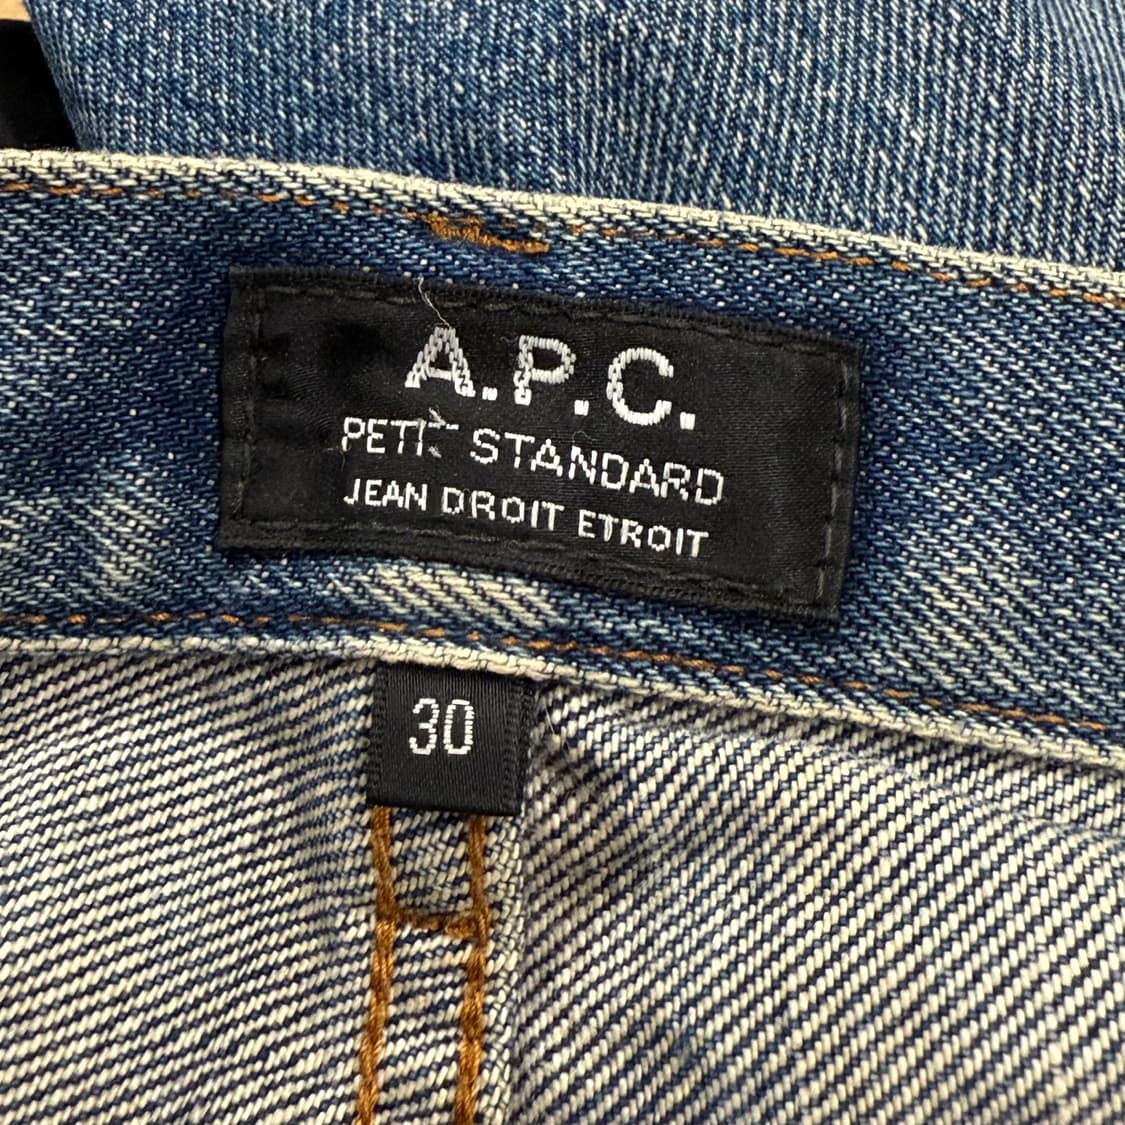 A.P.C.
PETIT STANDARD
JEAN DROIT ETROIT
30